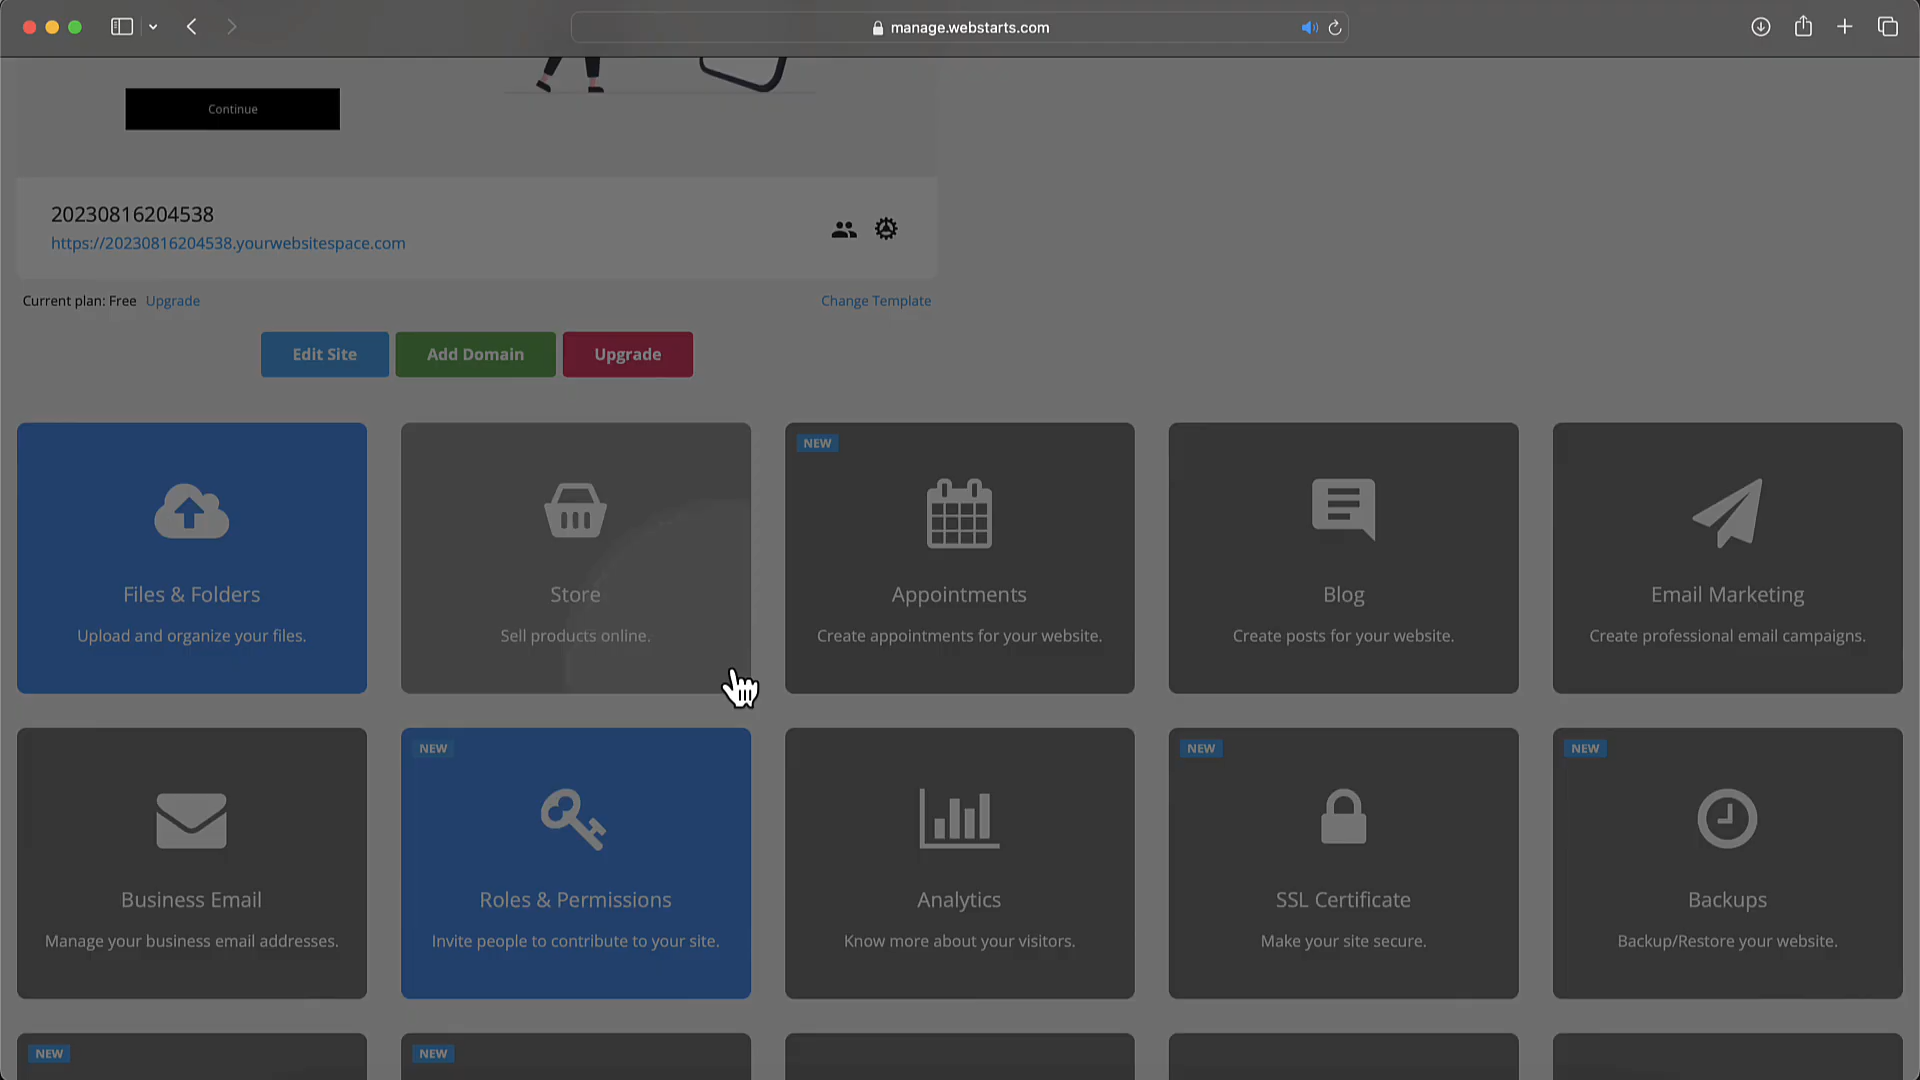 manage.webstarts.com
Continue
20230816204538
https://20230816204538.yourwebsitespace.com
Current plan: Free Upgrade
Change Template
Edit Site
Add Domain
Upgrade
Files & Folders
Upload and organize your files.
Store
Sell products online.
NEW
Appointments
Create appointments for your website.
Blog
Create posts for your website.
Email Marketing
Create professional email campaigns.
Business Email
Manage your business email addresses.
NEW
Roles & Permissions
Invite people to contribute to your site.
Analytics
Know more about your visitors.
NEW
SSL Certificate
Make your site secure.
NEW
Backups
Backup/Restore your website.
NEW
NEW